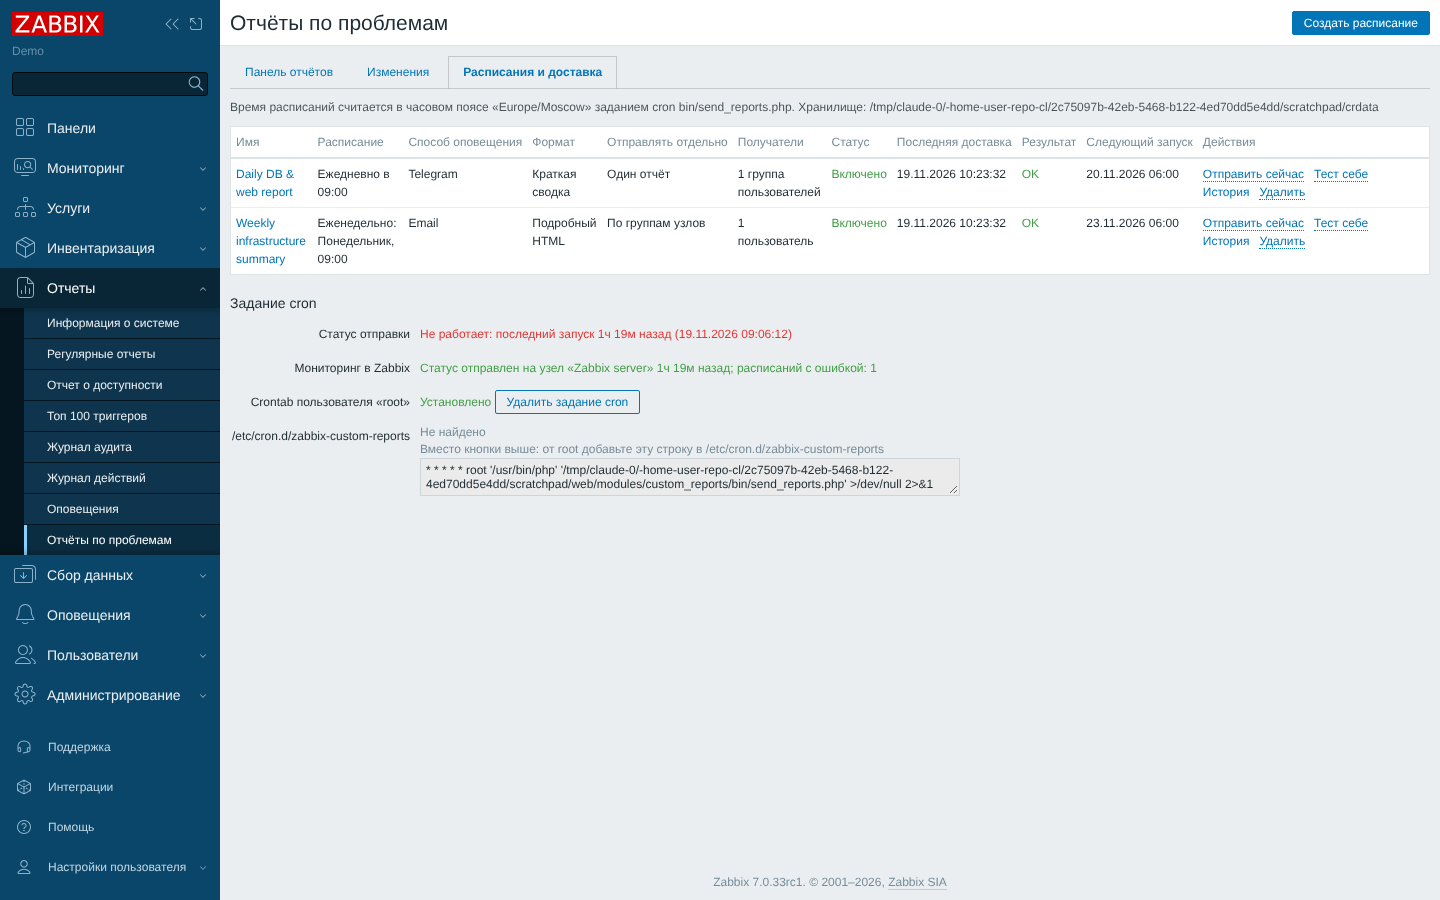 ZABBIX
Demo
Панели
Мониторинг
Услуги
Инвентаризация
Отчеты
Информация о системе
Регулярные отчеты
Отчет о доступности
Топ 100 триггеров
Журнал аудита
Журнал действий
Оповещения
Отчёты по проблемам
Сбор данных
Оповещения
Пользователи
Администрирование
Поддержка
Интеграции
Помощь
Настройки пользователя
Отчёты по проблемам
Создать расписание
Панель отчётов Изменения Расписания и доставка
Время расписаний считается в часовом поясе «Europe/Moscow» заданием cron bin/send_reports.php. Хранилище: /tmp/claude-0/-home-user-repo-cl/2c75097b-42eb-5468-b122-4ed70dd5e4dd/scratchpad/crdata
Имя Расписание Способ оповещения Формат Отправлять отдельно Получатели Статус Последняя доставка Результат Следующий запуск Действия
Daily DB & Ежедневно в Telegram Краткая Один отчёт 1 группа Включено 19.11.2026 10:23:32 OK 20.11.2026 06:00 Отправить сейчас Тест себе
web report 09:00 сводка пользователей История Удалить
Weekly Еженедельно: Email Подробный По группам узлов 1 Включено 19.11.2026 10:23:32 OK 23.11.2026 06:00 Отправить сейчас Тест себе
infrastructure Понедельник, HTML пользователь История Удалить
summary 09:00
Задание cron
Статус отправки Не работает: последний запуск 1ч 19м назад (19.11.2026 09:06:12)
Мониторинг в Zabbix Статус отправлен на узел «Zabbix server» 1ч 19м назад; расписаний с ошибкой: 1
Crontab пользователя «root» Установлено Удалить задание cron
/etc/cron.d/zabbix-custom-reports Не найдено
Вместо кнопки выше: от root добавьте эту строку в /etc/cron.d/zabbix-custom-reports
* * * * * root '/usr/bin/php' '/tmp/claude-0/-home-user-repo-cl/2c75097b-42eb-5468-b122-
4ed70dd5e4dd/scratchpad/web/modules/custom_reports/bin/send_reports.php' >/dev/null 2>&1
Zabbix 7.0.33rc1. © 2001–2026, Zabbix SIA